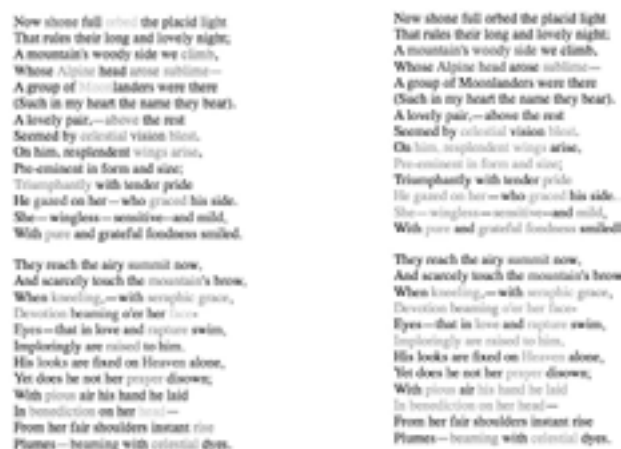 Now shone full orbed the placid light
That rules their long and lovely night;
A mountain's woody side we climb,
Whose Alpine head arose sublime—
A group of Moonlanders were there
(Such in my heart the name they bear).
A lovely pair,—above the rest
Seemed by celestial vision blest.
On him, resplendent wings arise,
Pre-eminent in form and size;
Triumphantly with tender pride
He gazed on her—who graced his side.
She—wingless—sensitive—and mild,
With pure and grateful fondness smiled.
They reach the airy summit now,
And scarcely touch the mountain's brow,
When kneeling,—with seraphic grace,
Devotion beaming o'er her face-
Eyes—that in love and rapture swim,
Imploringly are raised to him.
His looks are fixed on Heaven alone,
Yet does he not her prayer disown;
With pious air his hand he laid
In benediction on her head—
From her fair shoulders instant rise
Plumes—beaming with celestial dyes.
Now shone full orbed the placid light
That rules their long and lovely night:
A mountain's woody side we climb,
Whose Alpine head arose sublime—
A group of Moonlanders were there
(Such in my heart the name they bear).
A lovely pair,—above the rest
Seemed by celestial vision blest.
On him, resplendent wings arise,
Pre-eminent in form and size;
Triumphantly with tender pride
He gazed on her—who graced his side.
She—wingless—sensitive—and mild,
With pure and grateful fondness smiled!
They reach the airy summit now,
And scarcely touch the mountain's brow
When kneeling,—with seraphic grace,
Devotion beaming o'er her face-
Eyes—that in love and rapture swim,
Imploringly are raised to him.
His looks are fixed on Heaven alone,
Yet does he not her prayer disown;
With pious air his hand he laid
In benediction on her head—
From her fair shoulders instant rise
Plumes—beaming with celestial dyes.